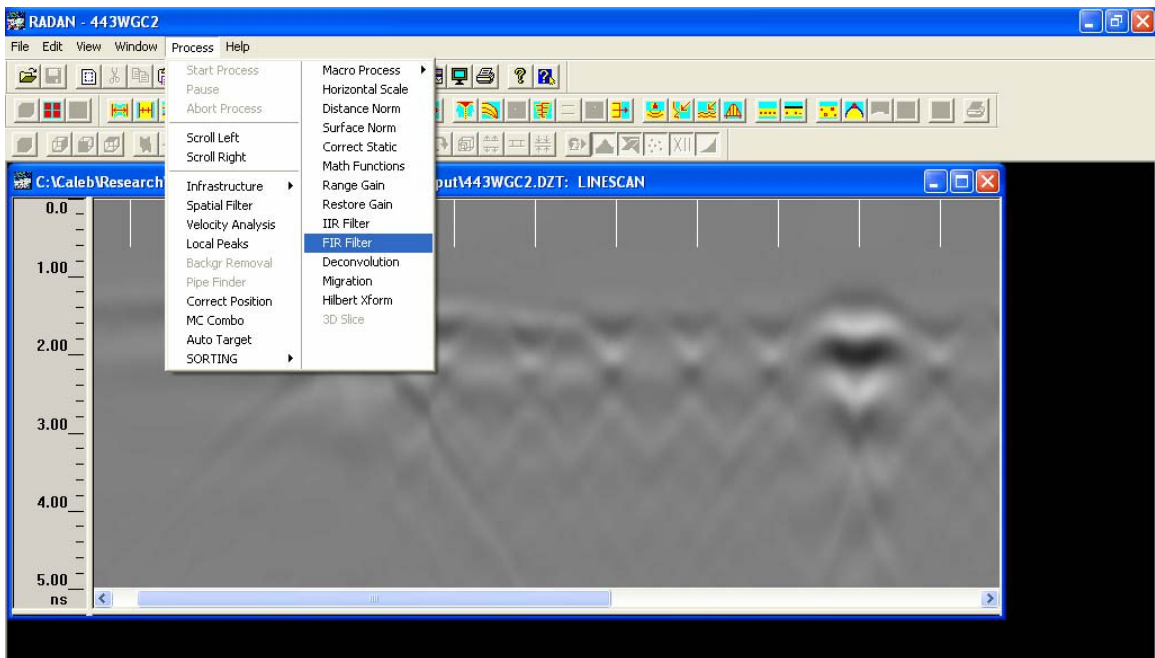 RADAN - 443WGC2
File Edit View Window Process Help
Start Process
Pause
Abort Process
Scroll Left
Scroll Right
Infrastructure
Spatial Filter
Velocity Analysis
Local Peaks
Backgr Removal
Pipe Finder
Correct Position
MC Combo
Auto Target
SORTING
Macro Process
Horizontal Scale
Distance Norm
Surface Norm
Correct Static
Math Functions
Range Gain
Restore Gain
IIR Filter
FIR Filter
Deconvolution
Migration
Hilbert Xform
3D Slice
XII
C:\Caleb\Research put\443WGC2.DZT: LINESCAN
0.0
1.00
2.00
3.00
4.00
5.00
ns